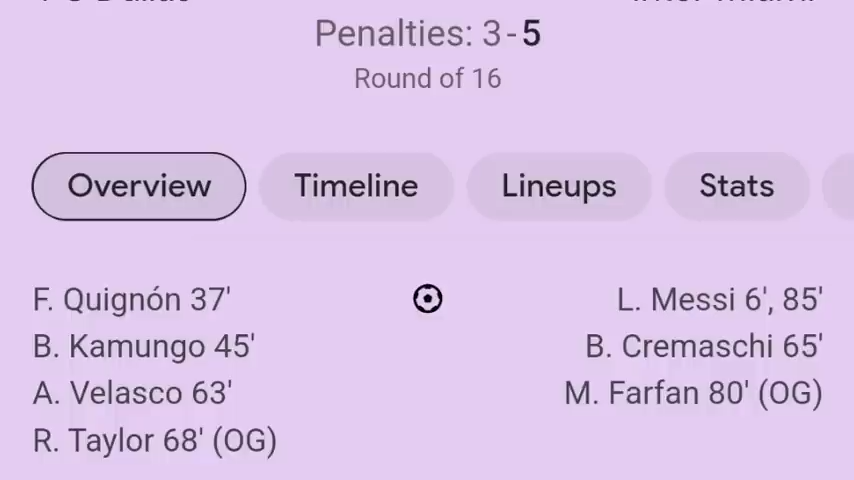 Penalties: 3-5
Round of 16
Overview Timeline Lineups Stats
F. Quignón 37' L. Messi 6', 85'
B. Kamungo 45' B. Cremaschi 65'
A. Velasco 63' M. Farfan 80' (OG)
R. Taylor 68' (OG)